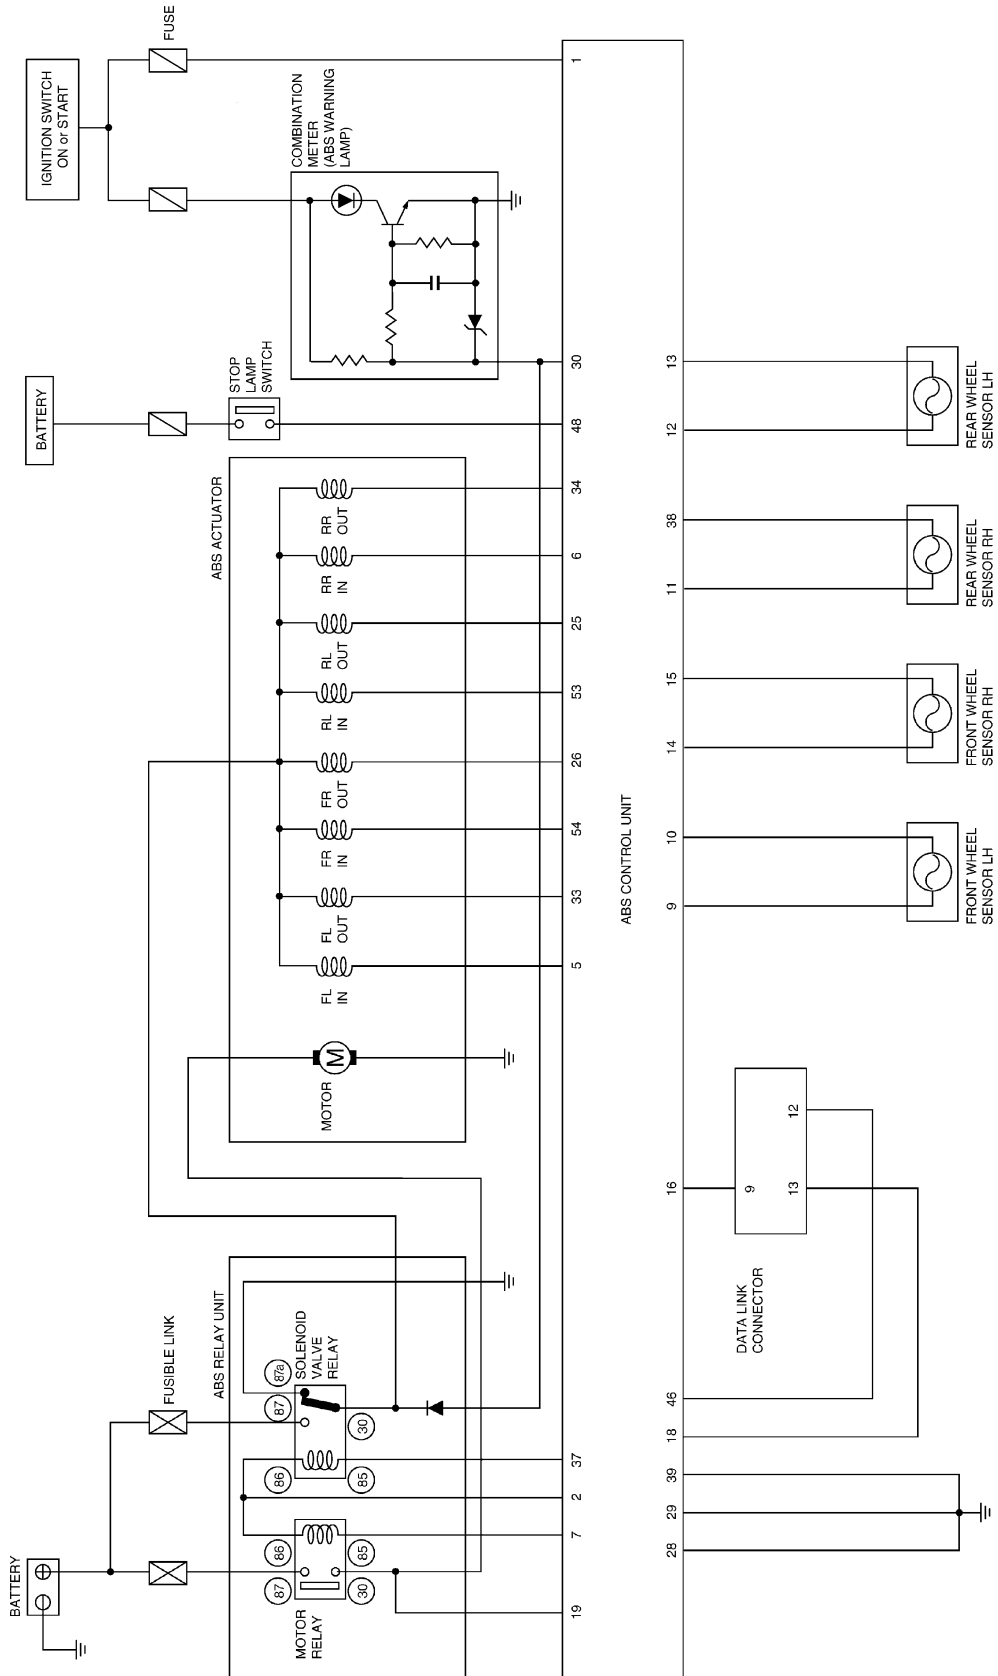 BATTERY
FUSIBLE LINK
ABS RELAY UNIT
MOTOR
RELAY
87
30
86
85
86
85
87
30
87a
SOLENOID
VALVE
RELAY
19
7
2
37
MOTOR
M
ABS ACTUATOR
FL
IN
FL
OUT
FR
IN
FR
OUT
RL
IN
RL
OUT
RR
IN
RR
OUT
5
33
54
26
53
25
6
34
BATTERY
STOP
LAMP
SWITCH
48
IGNITION SWITCH
ON or START
FUSE
COMBINATION
METER
(ABS WARNING
LAMP)
30
1
ABS CONTROL UNIT
28
29
39
18
46
16
9
10
14
15
11
38
12
13
DATA LINK
CONNECTOR
9
13
12
FRONT WHEEL
SENSOR LH
FRONT WHEEL
SENSOR RH
REAR WHEEL
SENSOR RH
REAR WHEEL
SENSOR LH